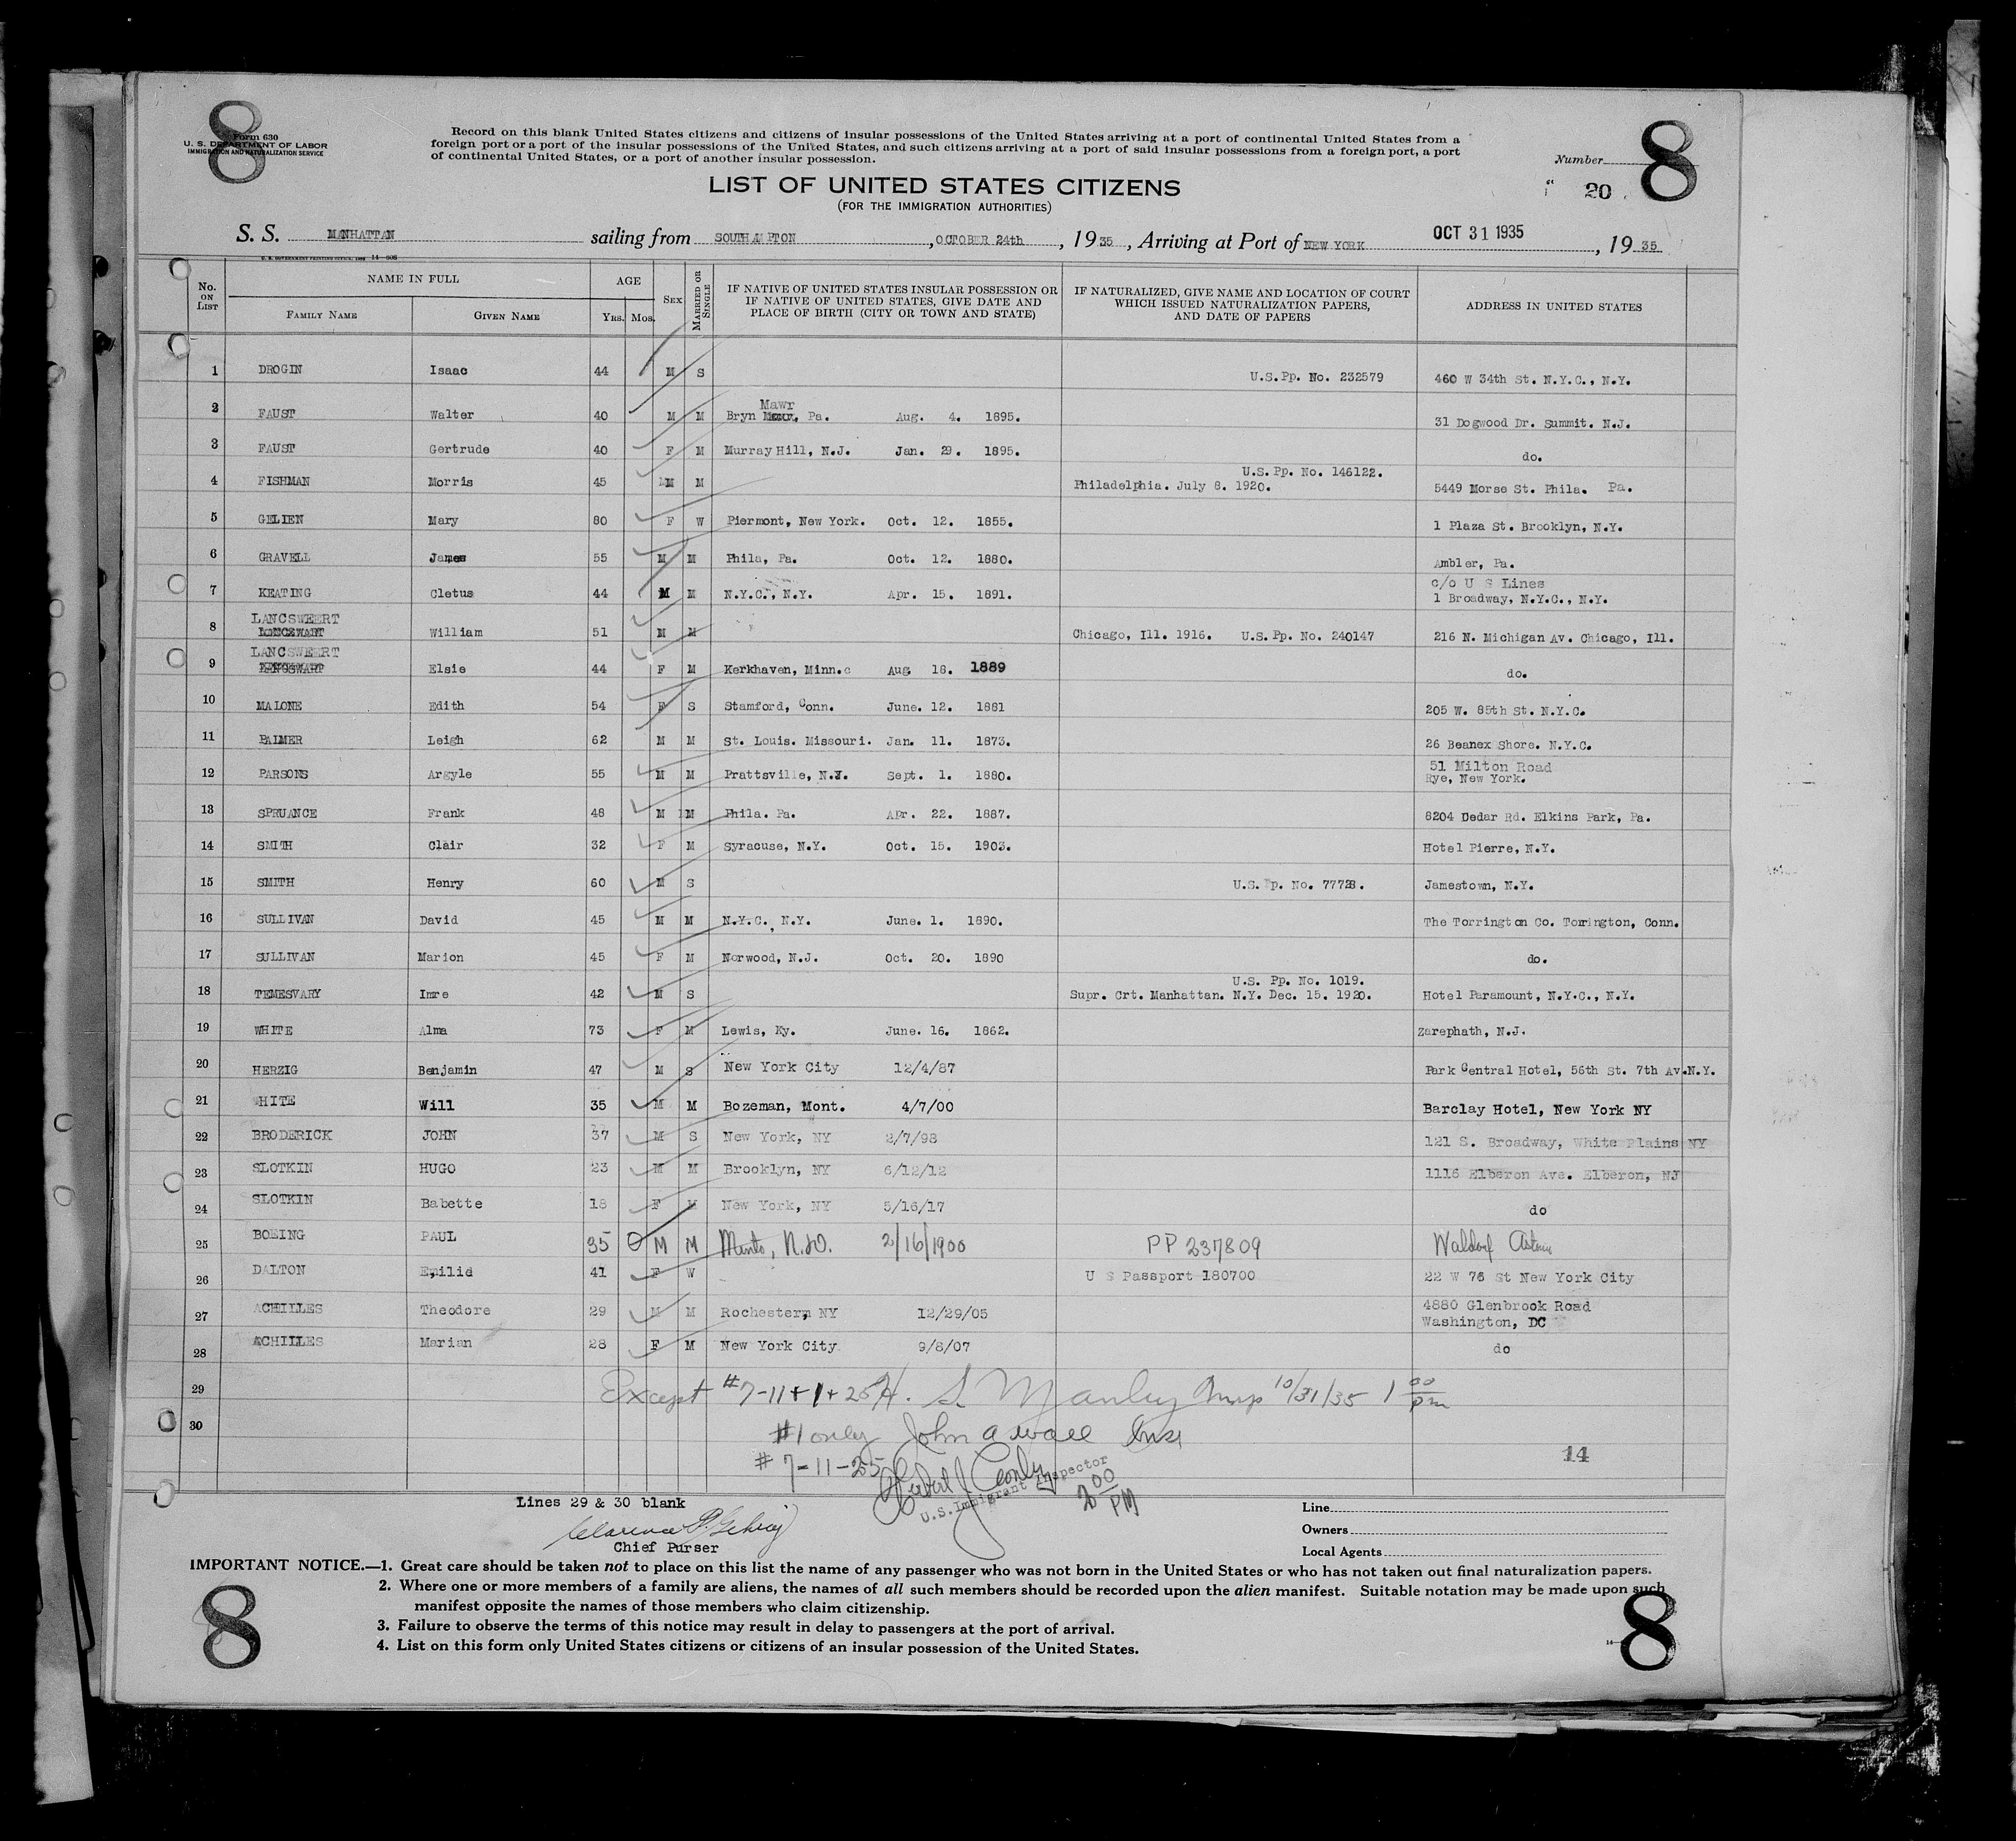 8
Form 630
U. S. DEPARTMENT OF LABOR
IMMIGRATION AND NATURALIZATION SERVICE
Record on this blank United States citizens and citizens of insular possessions of the United States arriving at a port of continental United States from a
foreign port or a port of the insular possessions of the United States, and such citizens arriving at a port of said insular possessions from a foreign port, a port
of continental United States, or a port of another insular possession.
Number 8
20
LIST OF UNITED STATES CITIZENS
(FOR THE IMMIGRATION AUTHORITIES)
S. S. MANHATTAN sailing from SOUTHAMPTON, OCTOBER 24th, 1935, Arriving at Port of NEW YORK OCT 31 1935, 1935
U. S. GOVERNMENT PRINTING OFFICE 14—606
No. ON LIST NAME IN FULL FAMILY NAME GIVEN NAME AGE YRS. MOS. SEX MARRIED OR SINGLE IF NATIVE OF UNITED STATES INSULAR POSSESSION OR IF NATIVE OF UNITED STATES, GIVE DATE AND PLACE OF BIRTH (CITY OR TOWN AND STATE) IF NATURALIZED, GIVE NAME AND LOCATION OF COURT WHICH ISSUED NATURALIZATION PAPERS, AND DATE OF PAPERS ADDRESS IN UNITED STATES
1 DROGIN Isaac 44 M S U.S.Pp. No. 232579 460 W 34th St. N.Y.C., N.Y.
2 FAUST Walter 40 M M Bryn Mawr, Pa. Aug. 4. 1895. 31 Dogwood Dr. Summit. N.J.
3 FAUST Gertrude 40 F M Murray Hill, N.J. Jan. 29. 1895. do.
4 FISHMAN Morris 45 M M Philadelphia. July 8. 1920. U.S.Pp. No. 146122. 5449 Morse St. Phila. Pa.
5 GELIEN Mary 80 F W Piermont, New York. Oct. 12. 1855. 1 Plaza St. Brooklyn, N.Y.
6 GRAVELL James 55 M M Phila, Pa. Oct. 12. 1880. Ambler, Pa.
7 KEATING Cletus 44 M M N.Y.C., N.Y. Apr. 15. 1891. c/o U S Lines 1 Broadway, N.Y.C., N.Y.
8 LANCSWEERT William 51 M M Chicago, Ill. 1916. U.S.Pp. No. 240147 216 N. Michigan Av. Chicago, Ill.
9 LANCSWEERT Elsie 44 F M Kerkhaven, Minn. Aug 18. 1889 do.
10 MALONE Edith 54 F S Stamford, Conn. June. 12. 1881 205 W. 85th St. N.Y.C.
11 PALMER Leigh 62 M M St. Louis. Missouri. Jan. 11. 1873. 26 Beanex Shore. N.Y.C.
12 PARSONS Argyle 55 M M Prattsville, N.Y. Sept. 1. 1880. 51 Milton Road Rye, New York.
13 SPRUANCE Frank 48 M M Phila. Pa. Apr. 22. 1887. 8204 Cedar Rd. Elkins Park, Pa.
14 SMITH Clair 32 F M Syracuse, N.Y. Oct. 15. 1903. Hotel Pierre, N.Y.
15 SMITH Henry 60 M S U.S. Pp. No. 77728. Jamestown, N.Y.
16 SULLIVAN David 45 M M N.Y.C., N.Y. June. 1. 1890. The Torrington Co. Torrington, Conn.
17 SULLIVAN Marion 45 F M Norwood, N.J. Oct. 20. 1890 do.
18 TEMESVARY Imre 42 M S Supr. Crt. Manhattan. N.Y. Dec. 15. 1920. U.S. Pp. No. 1019. Hotel Paramount, N.Y.C., N.Y.
19 WHITE Alma 73 F M Lewis, Ky. June. 16. 1862. Zarephath, N.J.
20 HERZIG Benjamin 47 M S New York City 12/4/87 Park Central Hotel, 56th St. 7th Av.N.Y.
21 WHITE Will 35 M M Bozeman, Mont. 4/7/00 Barclay Hotel, New York NY
22 BRODERICK JOHN 37 M S New York, NY 2/7/98 121 S. Broadway, White Plains NY
23 SLOTKIN HUGO 23 M M Brooklyn, NY 6/12/12 1116 Elberon Ave. Elberon, NJ
24 SLOTKIN Babette 18 F M New York, NY 5/16/17 do
25 BOEING PAUL 35 M M Minto, N.D. 2/16/1900 PP 237809 Waldorf Astoria
26 DALTON Emilid 41 F W U S Passport 180700 22 W 76 St New York City
27 ACHILLES Theodore 29 M M Rochester, NY 12/29/05 4880 Glenbrook Road Washington, DC
28 ACHILLES Marian 28 F M New York City 9/8/07 do
29 Except #7-11+1+25 H. S. Manley Insp 10/31/35 1 00 pm
30 #1 only John A Wall Insp
14
# 7-11-25
U.S. Immigrant Inspector
2 00 PM
Lines 29 & 30 blank
Chief Purser
Line
Owners
Local Agents
IMPORTANT NOTICE.—1. Great care should be taken not to place on this list the name of any passenger who was not born in the United States or who has not taken out final naturalization papers.
2. Where one or more members of a family are aliens, the names of all such members should be recorded upon the alien manifest. Suitable notation may be made upon such
manifest opposite the names of those members who claim citizenship.
3. Failure to observe the terms of this notice may result in delay to passengers at the port of arrival.
4. List on this form only United States citizens or citizens of an insular possession of the United States.
8
8